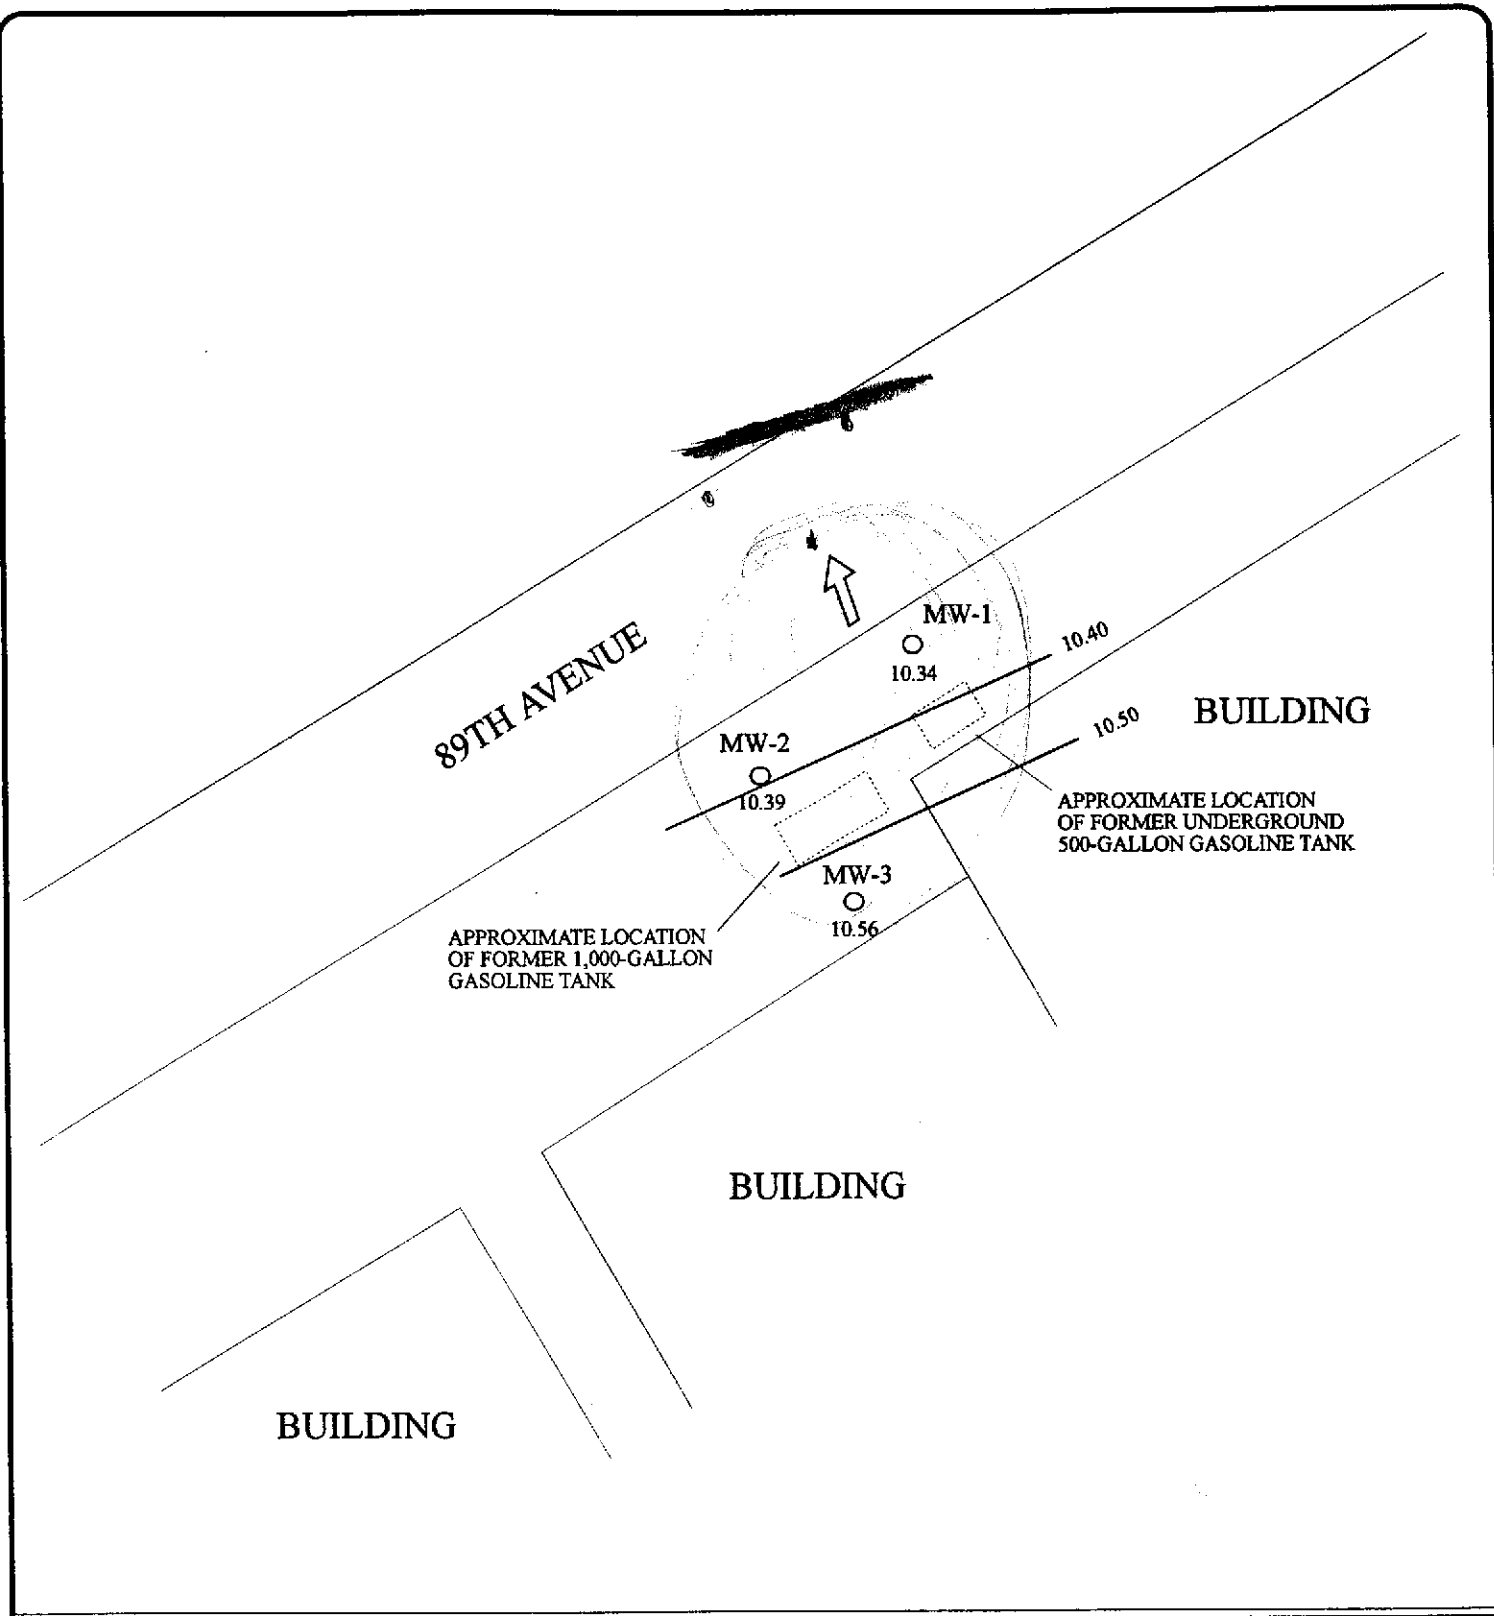 MW-1
10.34
10.40
89TH AVENUE
BUILDING
10.50
MW-2
10.39
APPROXIMATE LOCATION
OF FORMER UNDERGROUND
500-GALLON GASOLINE TANK
MW-3
10.56
APPROXIMATE LOCATION
OF FORMER 1,000-GALLON
GASOLINE TANK
BUILDING
BUILDING